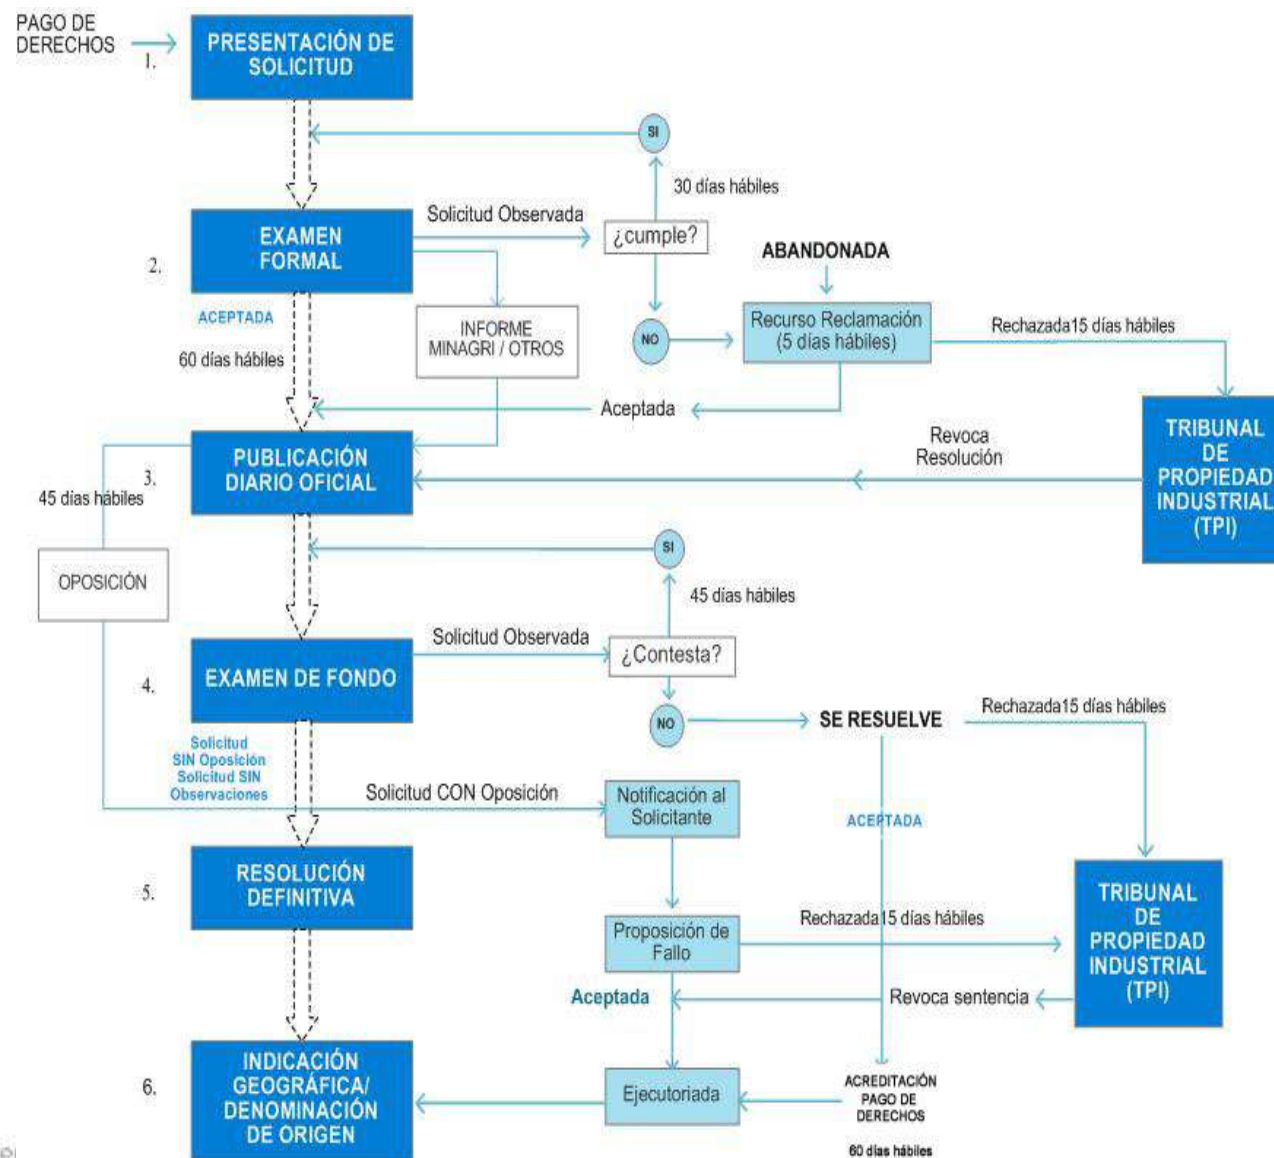 PAGO DE
DERECHOS
1.
PRESENTACIÓN DE
SOLICITUD
SI
30 días hábiles
Solicitud Observada
¿cumple?
2.
EXAMEN
FORMAL
ABANDONADA
ACEPTADA
60 días hábiles
INFORME
MINAGRI / OTROS
NO
Recurso Reclamación
(5 días hábiles)
Rechazada15 días hábiles
Aceptada
TRIBUNAL
DE
PROPIEDAD
INDUSTRIAL
(TPI)
Revoca
Resolución
3.
PUBLICACIÓN
DIARIO OFICIAL
45 días hábiles
SI
OPOSICIÓN
45 días hábiles
Solicitud Observada
¿Contesta?
4.
EXAMEN DE FONDO
NO
SE RESUELVE
Rechazada15 días hábiles
Solicitud
SIN Oposición
Solicitud SIN
Observaciones
Solicitud CON Oposición
Notificación al
Solicitante
ACEPTADA
5.
RESOLUCIÓN
DEFINITIVA
TRIBUNAL
DE
PROPIEDAD
INDUSTRIAL
(TPI)
Proposición de
Fallo
Rechazada15 días hábiles
Aceptada
Revoca sentencia
6.
INDICACIÓN
GEOGRÁFICA/
DENOMINACIÓN
DE ORIGEN
Ejecutoriada
ACREDITACIÓN
PAGO DE
DERECHOS
60 días hábiles